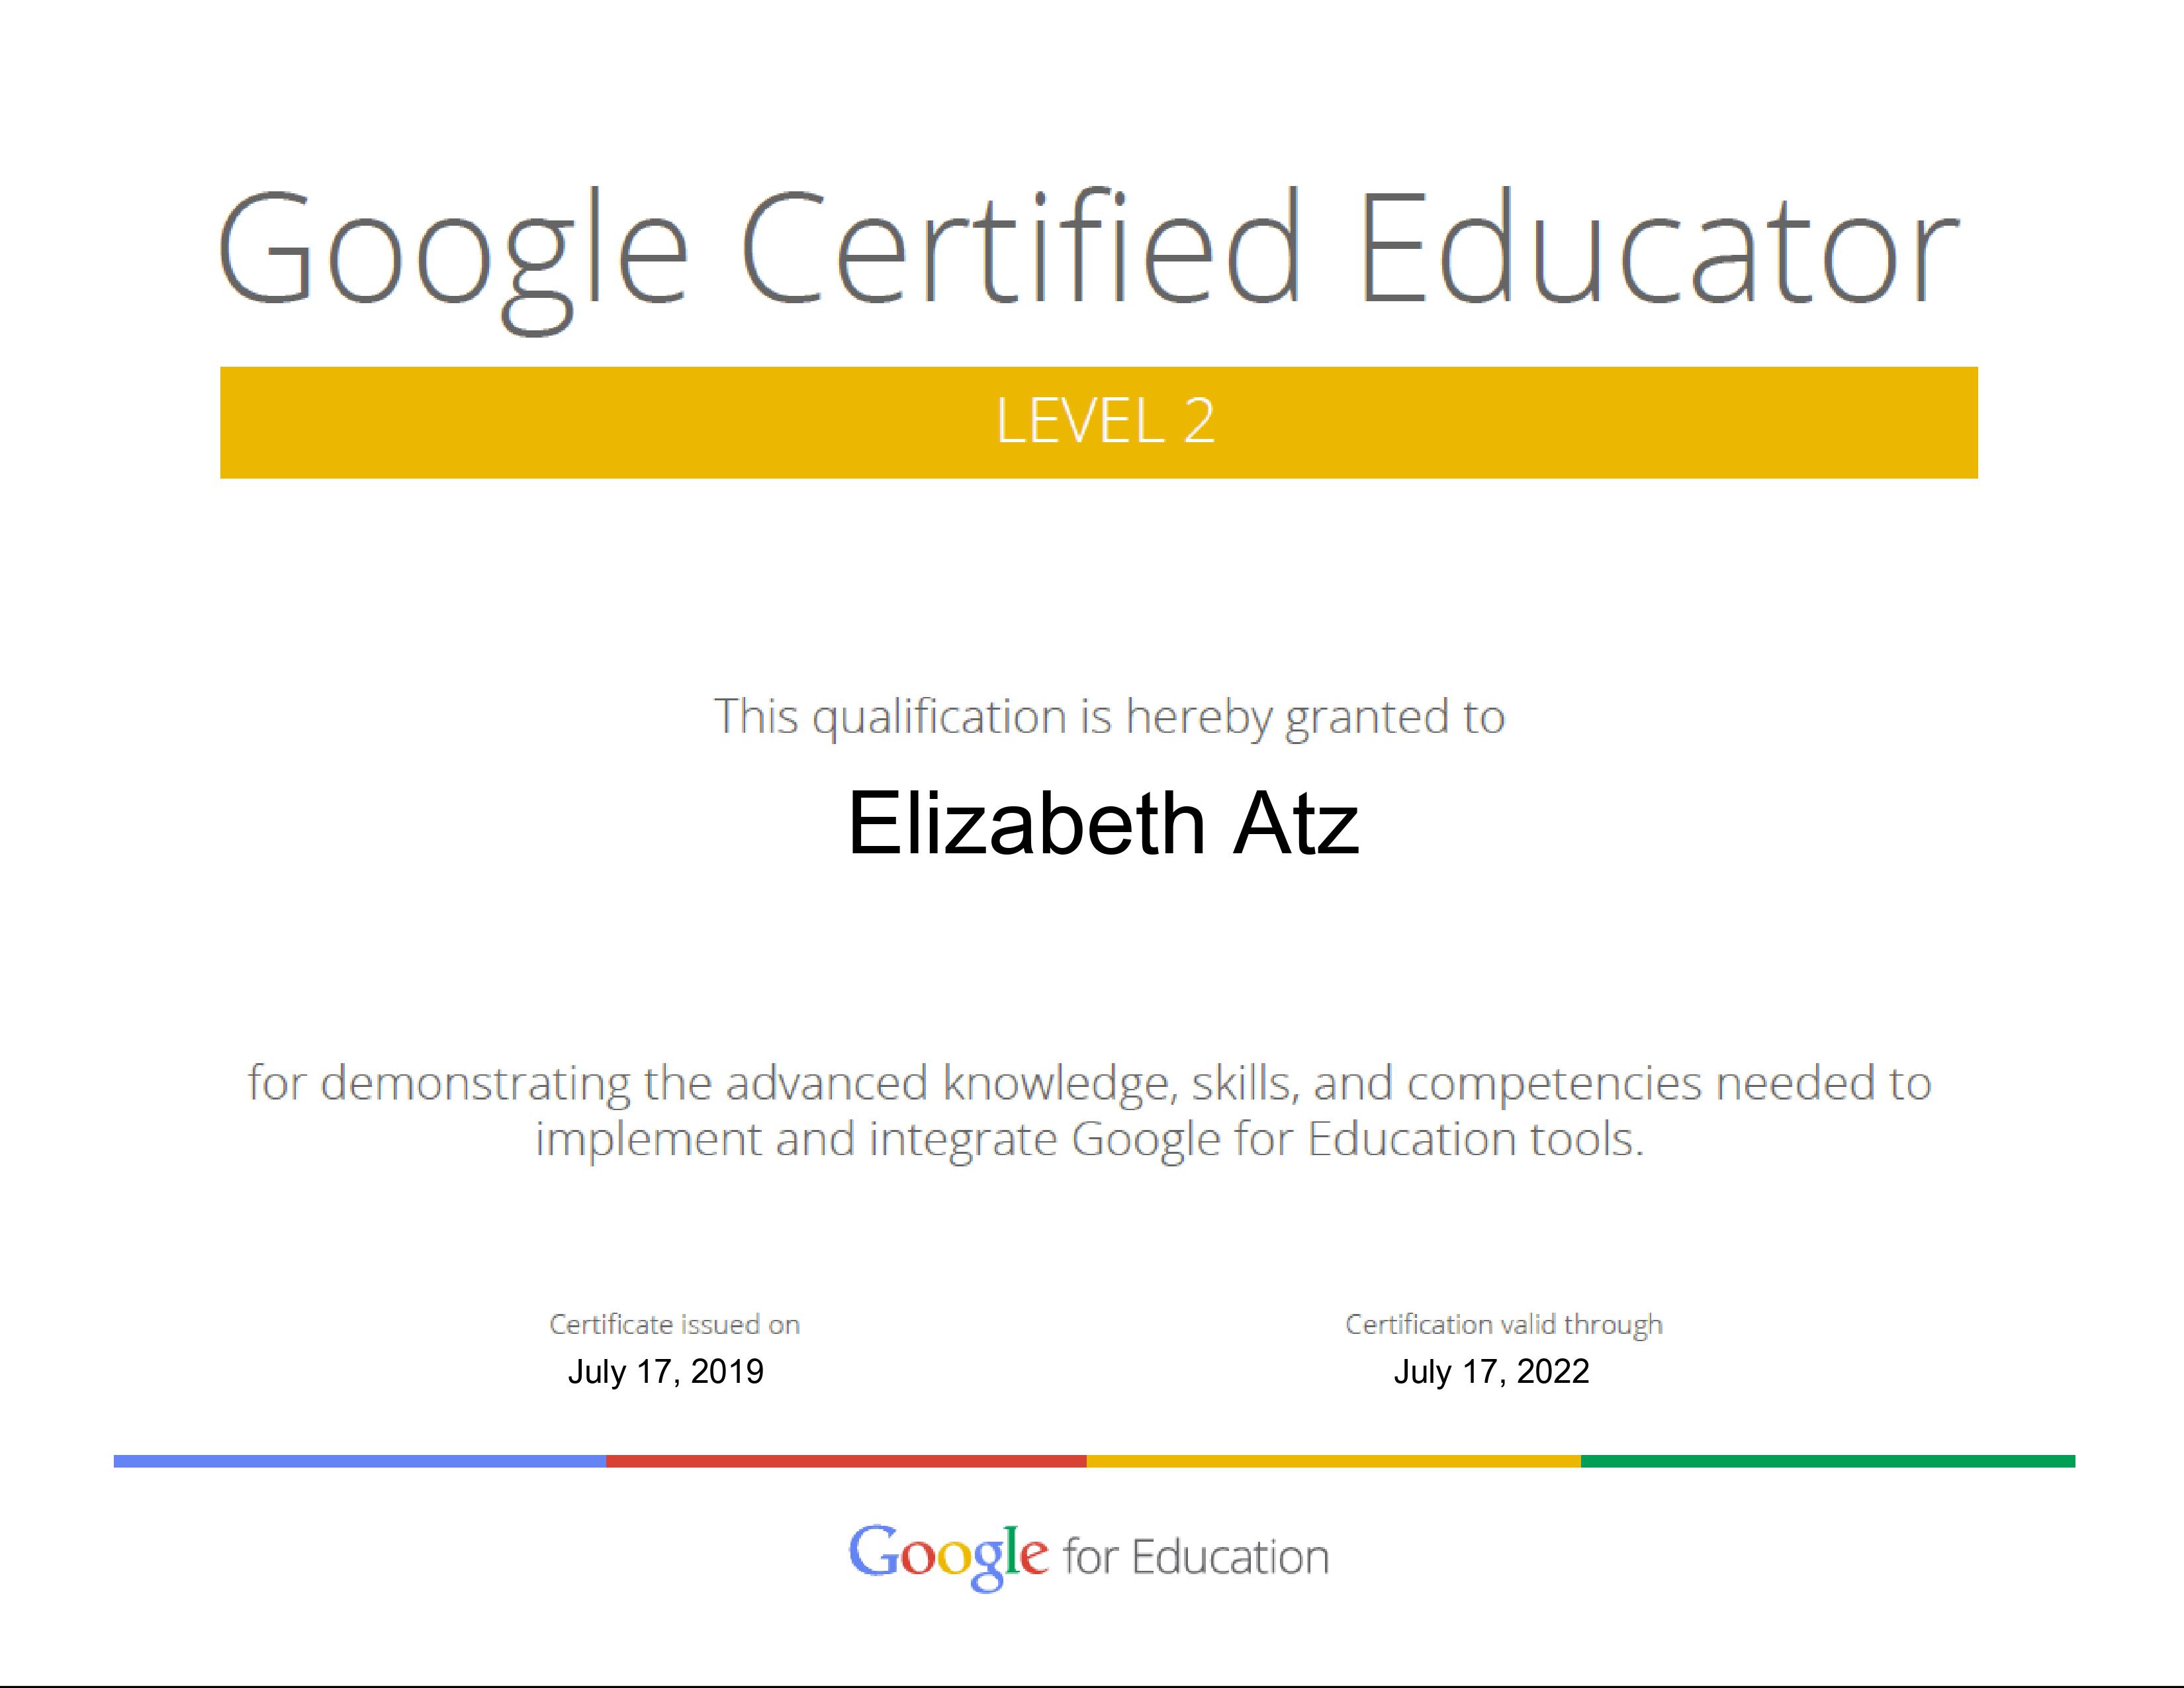 Google Certified Educator
LEVEL 2
This qualification is hereby granted to
Elizabeth Atz
for demonstrating the advanced knowledge, skills, and competencies needed to
implement and integrate Google for Education tools.
Certificate issued on
July 17, 2019
Certification valid through
July 17, 2022
Google for Education